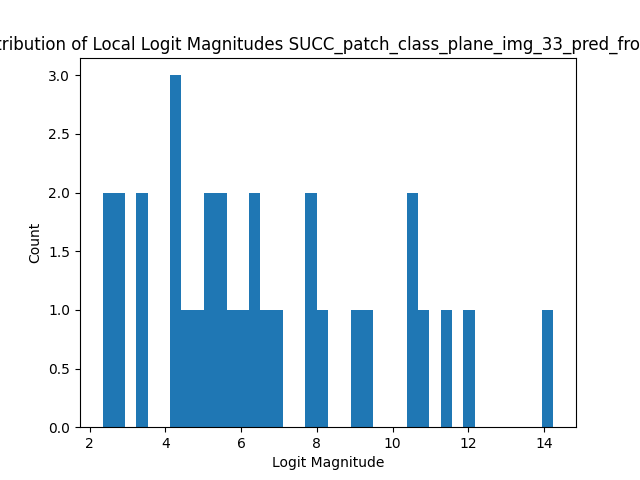 tribution of Local Logit Magnitudes SUCC_patch_class_plane_img_33_pred_fro
3.0
2.5
2.0
1.5
1.0
0.5
0.0
Count
2 4 6 8 10 12 14
Logit Magnitude